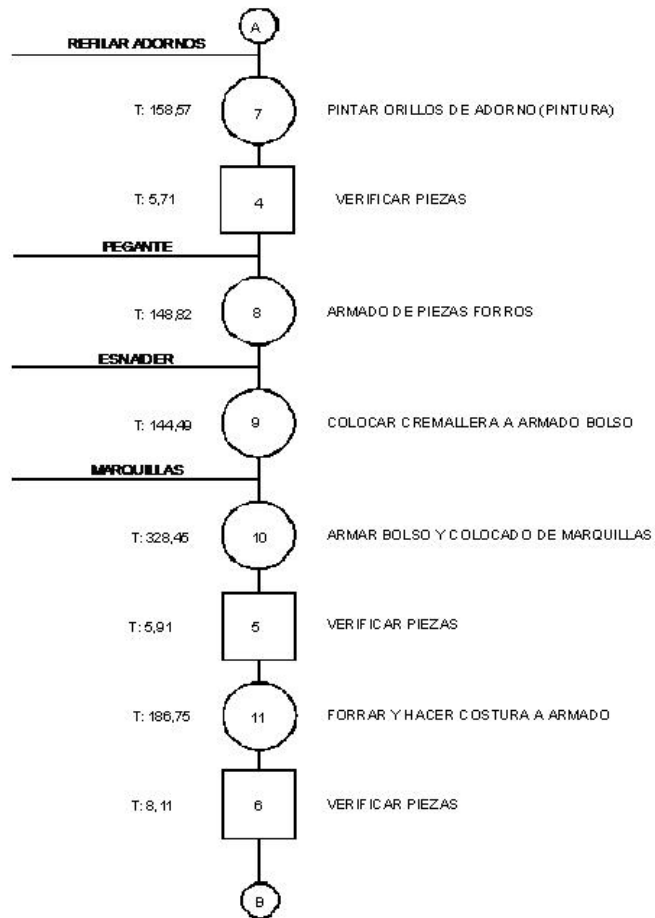 A
REFILAR ADORNOS
T: 158,57 7 PINTAR ORILLOS DE ADORNO (PINTURA)
T: 5,71 4 VERIFICAR PIEZAS
PEGANTE
T: 148,82 8 ARMADO DE PIEZAS FORROS
ESNAIDER
T: 144,49 9 COLOCAR CREMALLERA A ARMADO BOLSO
MARQUILLAS
T: 328,45 10 ARMAR BOLSO Y COLOCADO DE MARQUILLAS
T: 5,91 5 VERIFICAR PIEZAS
T: 186,75 11 FORRAR Y HACER COSTURA A ARMADO
T: 8,11 6 VERIFICAR PIEZAS
B